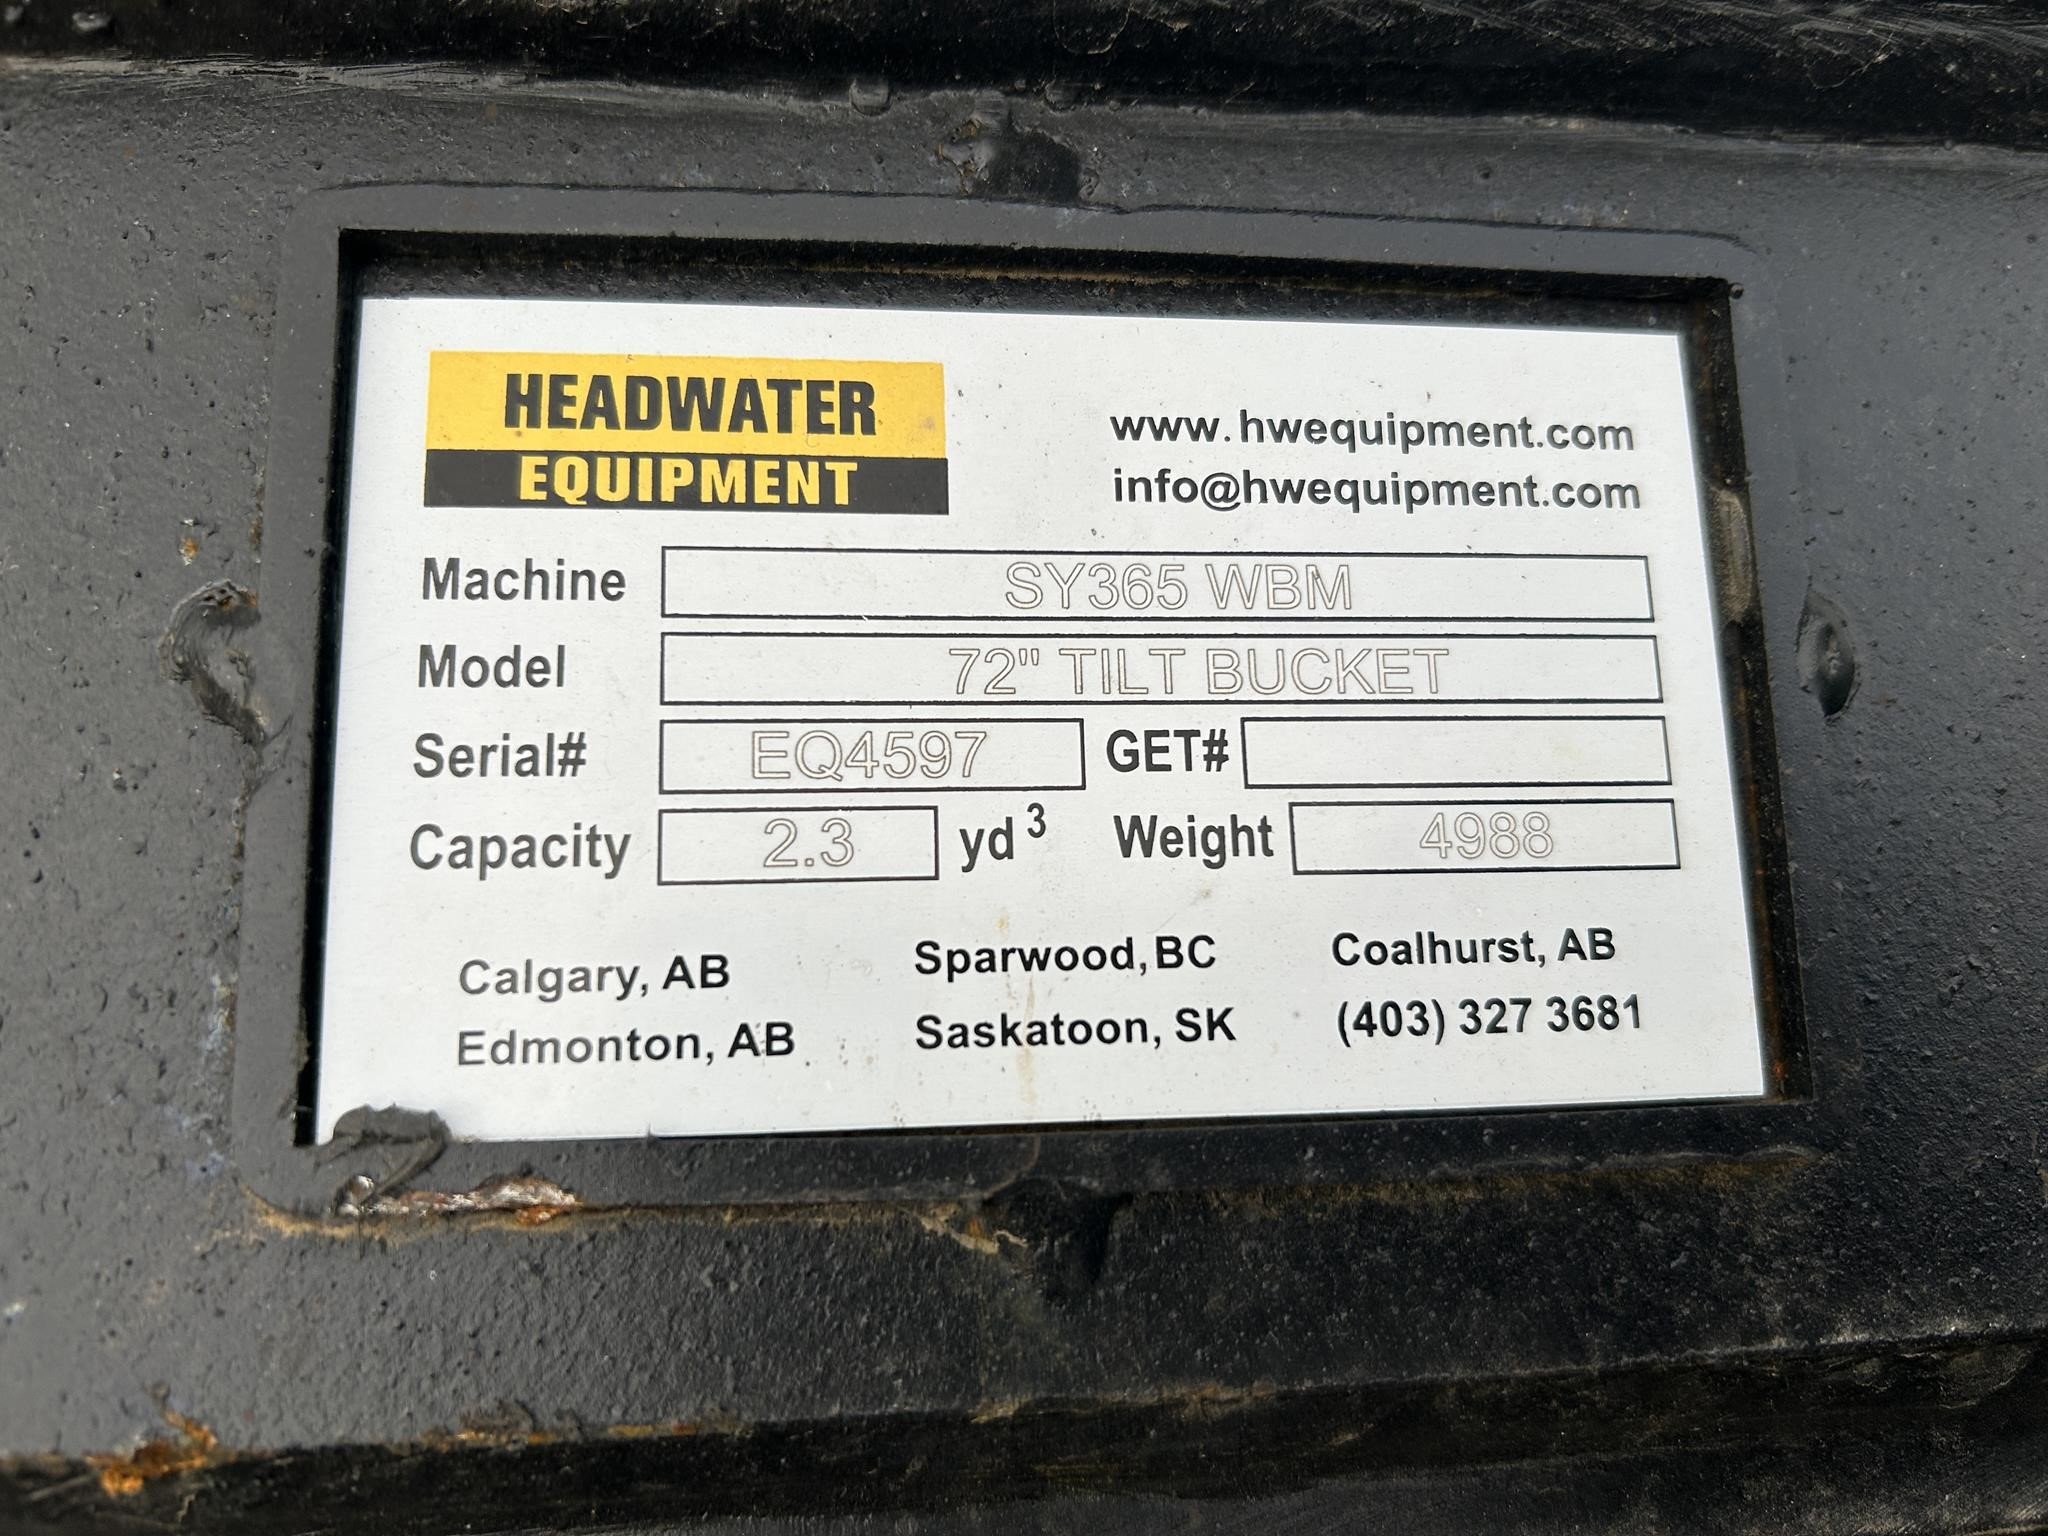 HEADWATER
EQUIPMENT
www.hwequipment.com
info@hwequipment.com
Machine SY365 WBM
Model 72" TILT BUCKET
Serial# EQ4597 GET#
Capacity 2.3 yd³ Weight 4988
Calgary, AB Sparwood, BC Coalhurst, AB
Edmonton, AB Saskatoon, SK (403) 327 3681